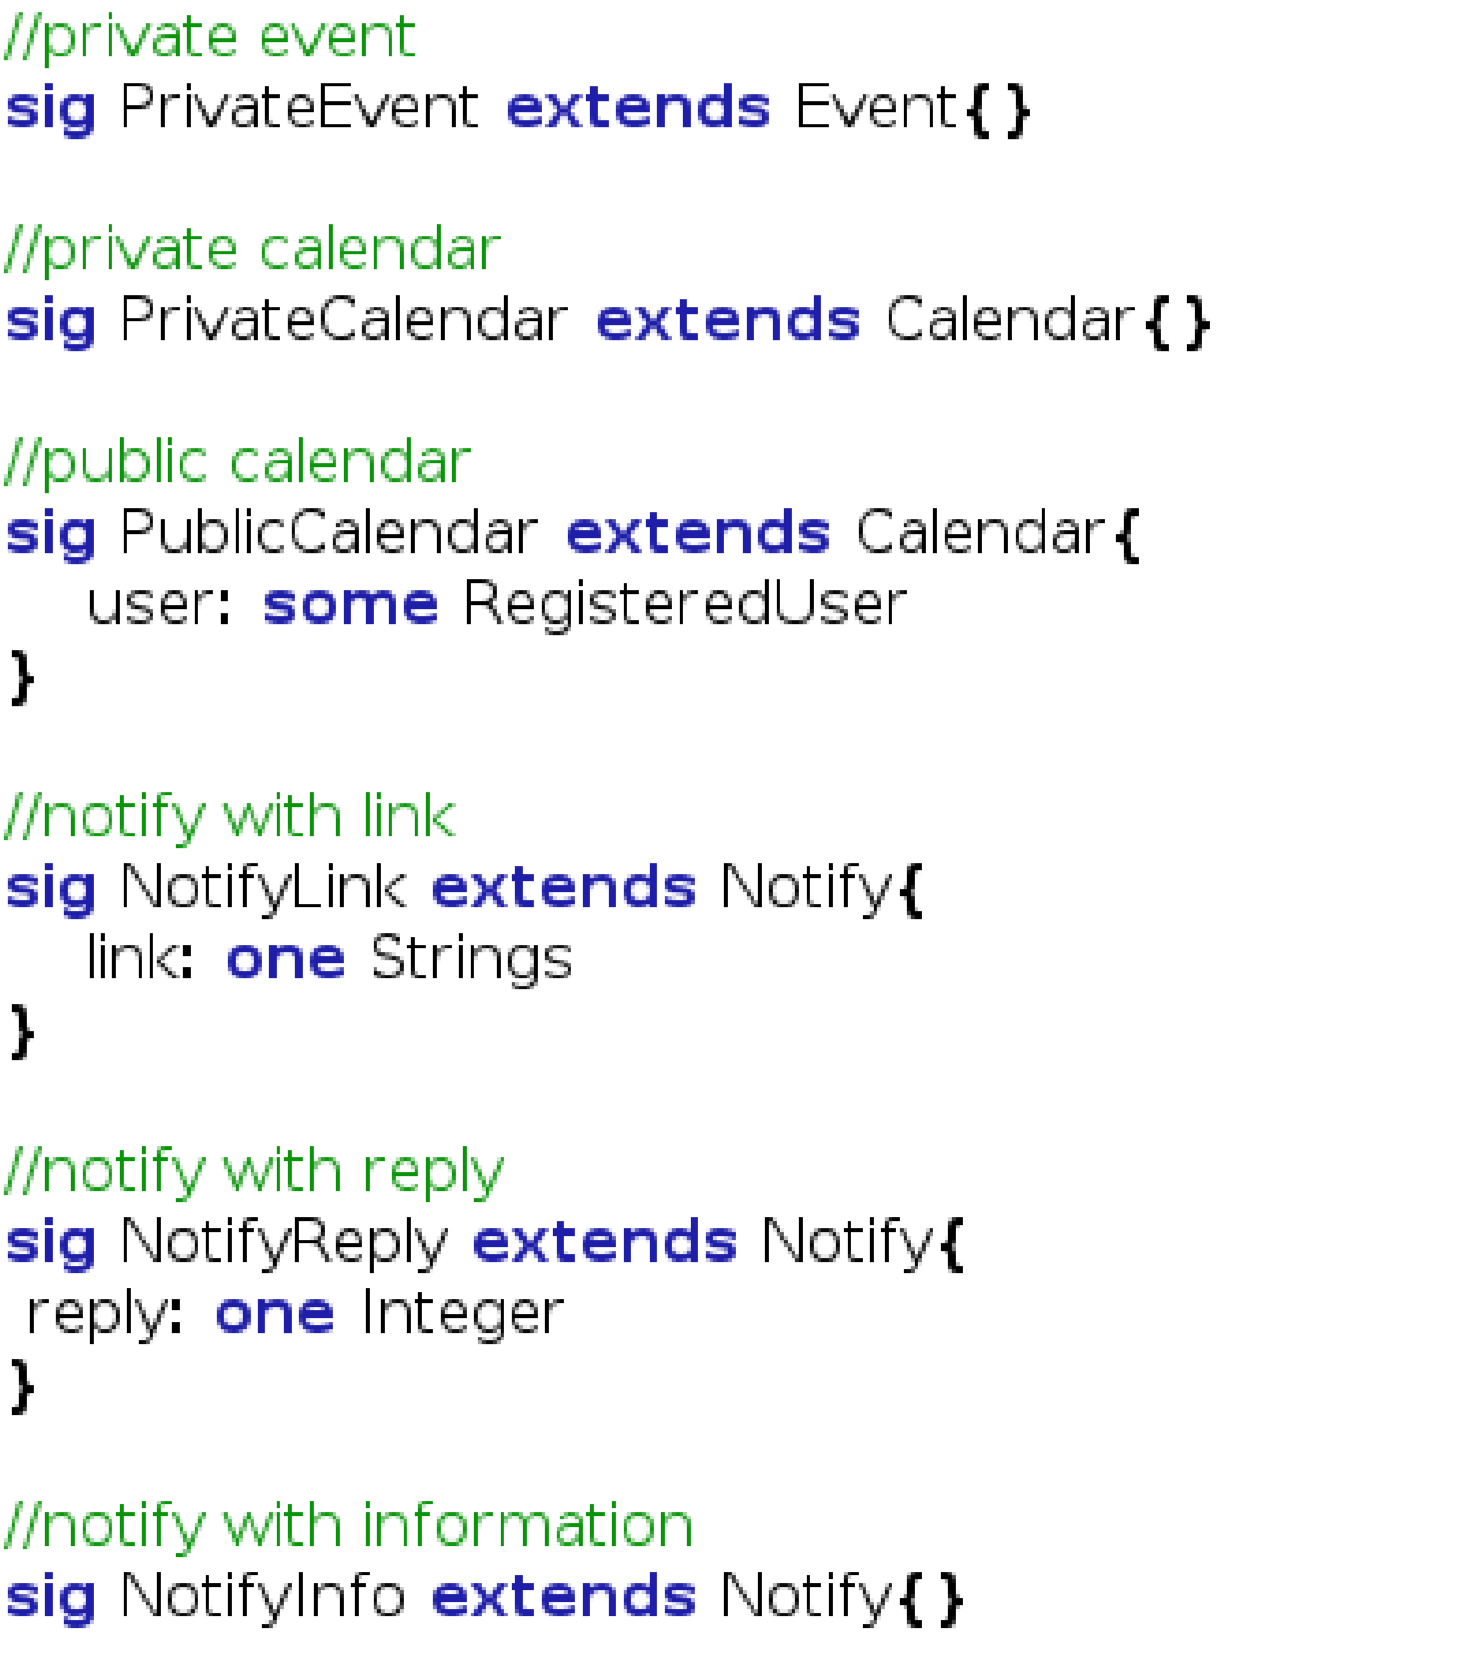 //private event
sig PrivateEvent extends Event{}
//private calendar
sig PrivateCalendar extends Calendar{}
//public calendar
sig PublicCalendar extends Calendar{
user: some RegisteredUser
}
//notify with link
sig NotifyLink extends Notify{
link: one Strings
}
//notify with reply
sig NotifyReply extends Notify{
reply: one Integer
}
//notify with information
sig NotifyInfo extends Notify{}